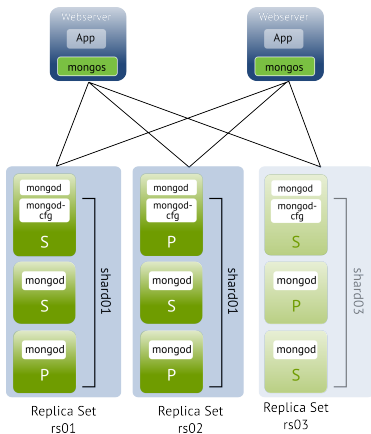 Webserver
App
mongos
Webserver
App
mongos
mongod
mongod-
cfg
S
mongod
S
mongod
P
shard01
Replica Set
rs01
mongod
mongod-
cfg
P
mongod
S
mongod
P
shard01
Replica Set
rs02
mongod
mongod-
cfg
S
mongod
P
mongod
S
shard03
Replica Set
rs03